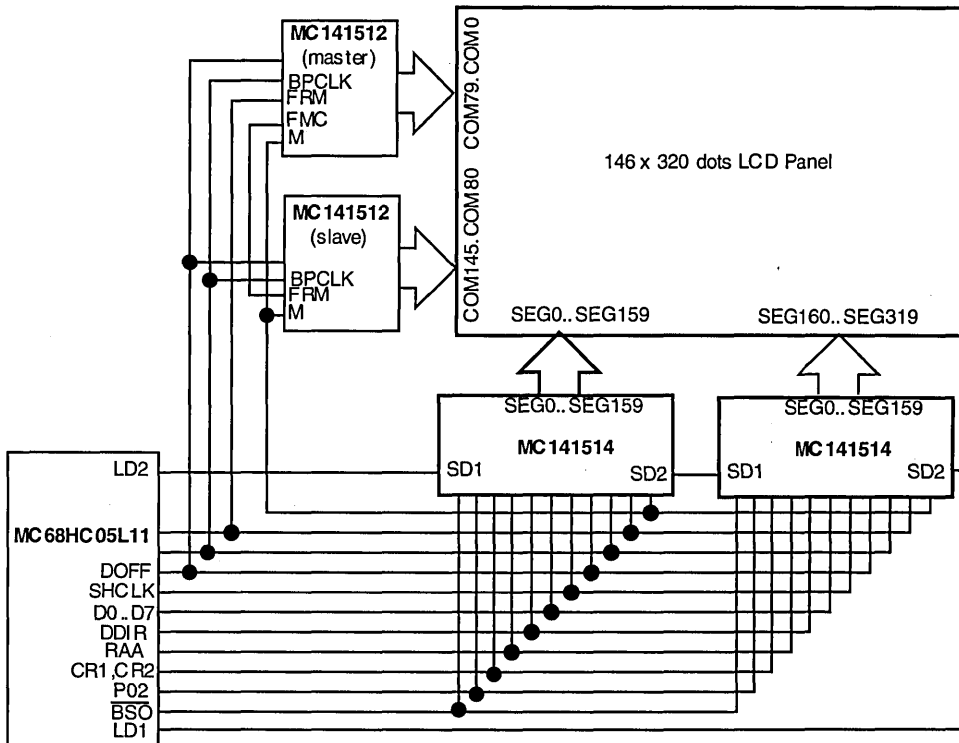 MC141512
(master)
BPCLK
FRM
FMC
M
COM79.COM0
146 x 320 dots LCD Panel
MC141512
(slave)
BPCLK
FRM
M
COM145.COM80
SEG0..SEG159
SEG160..SEG319
SEG0..SEG159
MC141514
SD1
SD2
SEG0..SEG159
MC141514
SD1
SD2
LD2
MC68HC05L11
DOFF
SHCLK
D0..D7
DDIR
RAA
CR1,CR2
P02
BSO
LD1